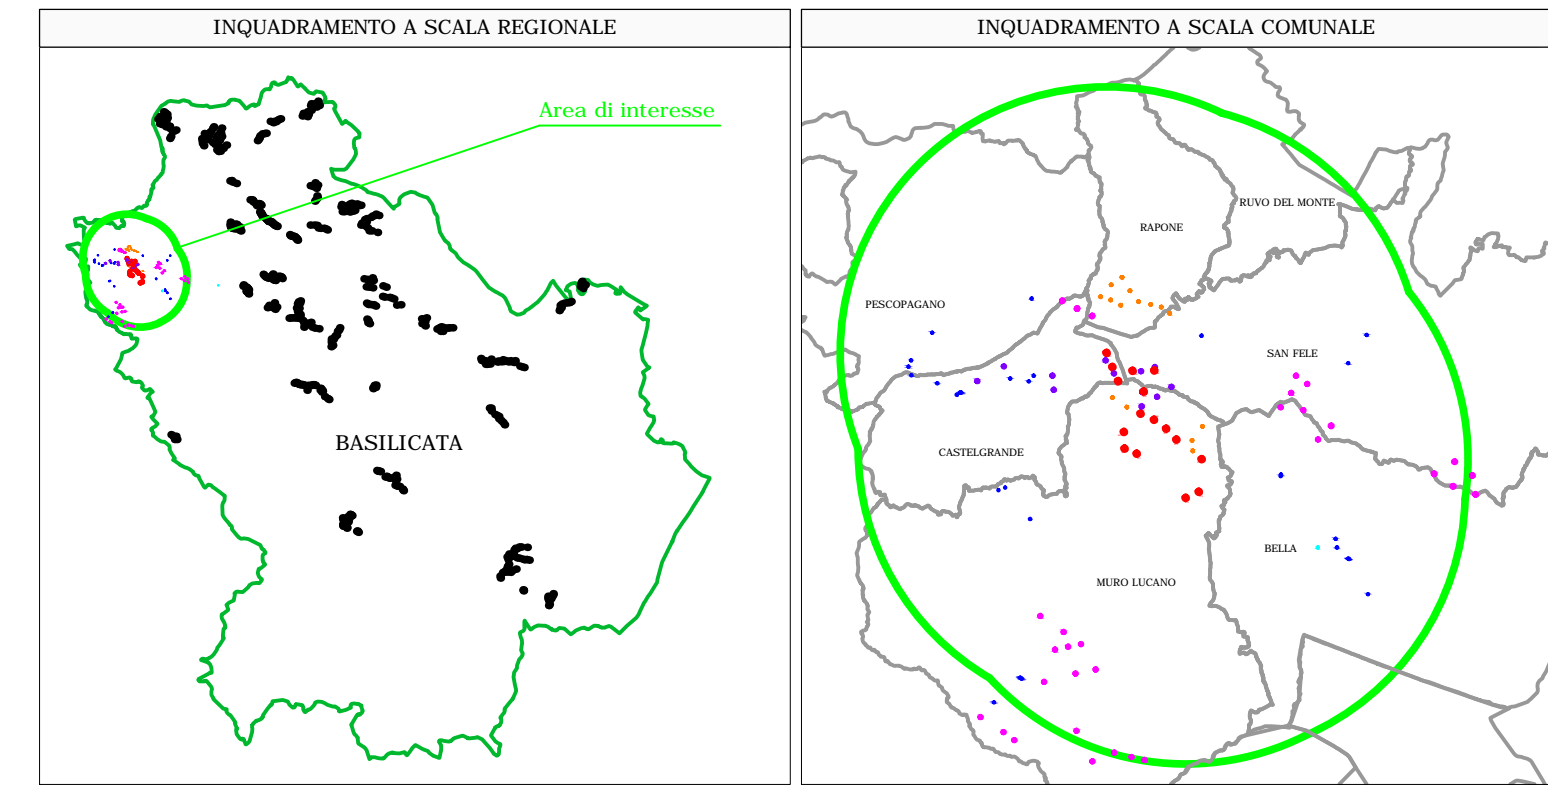 INQUADRAMENTO A SCALA REGIONALE
Area di interesse
BASILICATA
INQUADRAMENTO A SCALA COMUNALE
RUVO DEL MONTE
RAPONE
PESCOPAGANO
SAN FELE
CASTELGRANDE
BELLA
MURO LUCANO